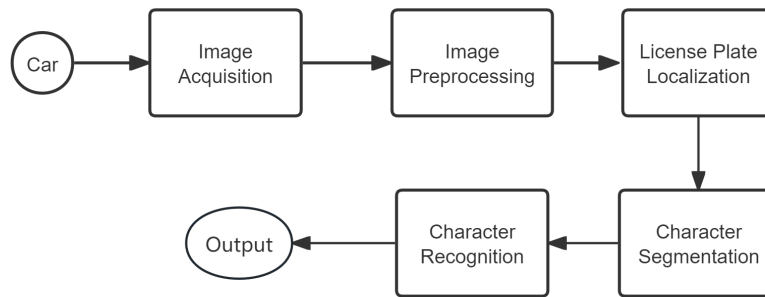 Car
Image
Acquisition
Image
Preprocessing
License Plate
Localization
Character
Segmentation
Character
Recognition
Output